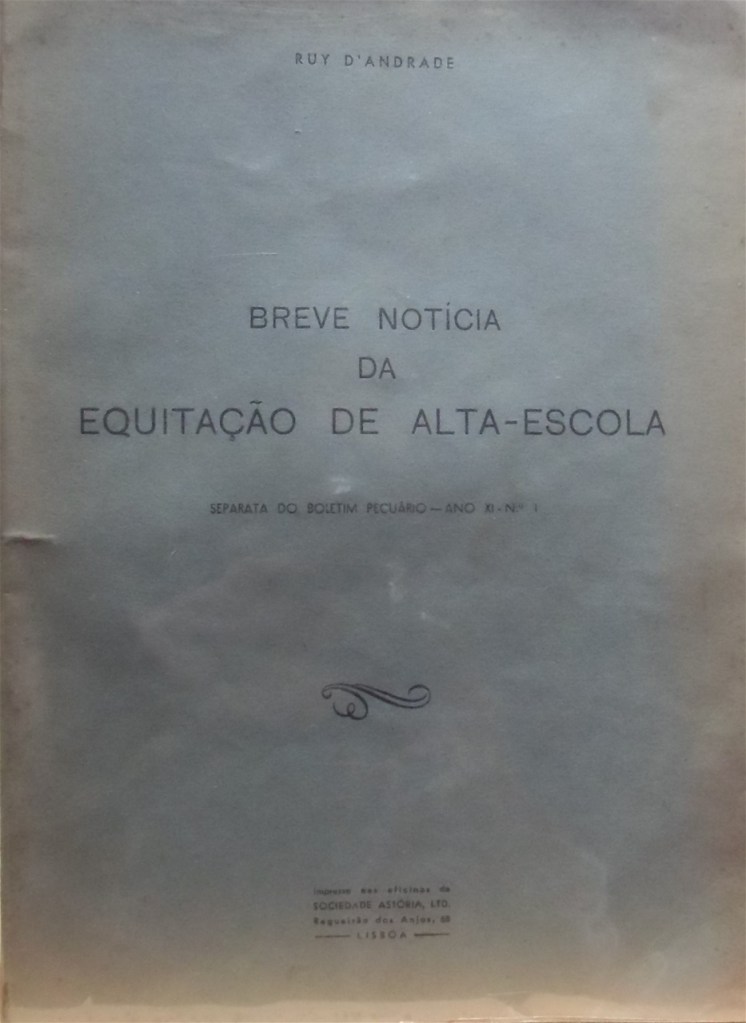 RUY D'ANDRADE
BREVE NOTÍCIA
DA
EQUITAÇÃO DE ALTA-ESCOLA
SEPARATA DO BOLETIM PECUÁRIO — ANO XI - N.º 1
Impresso nas oficinas da
SOCIEDADE ASTÓRIA, LTD.
Regueirão dos Anjos, 68
LISBOA